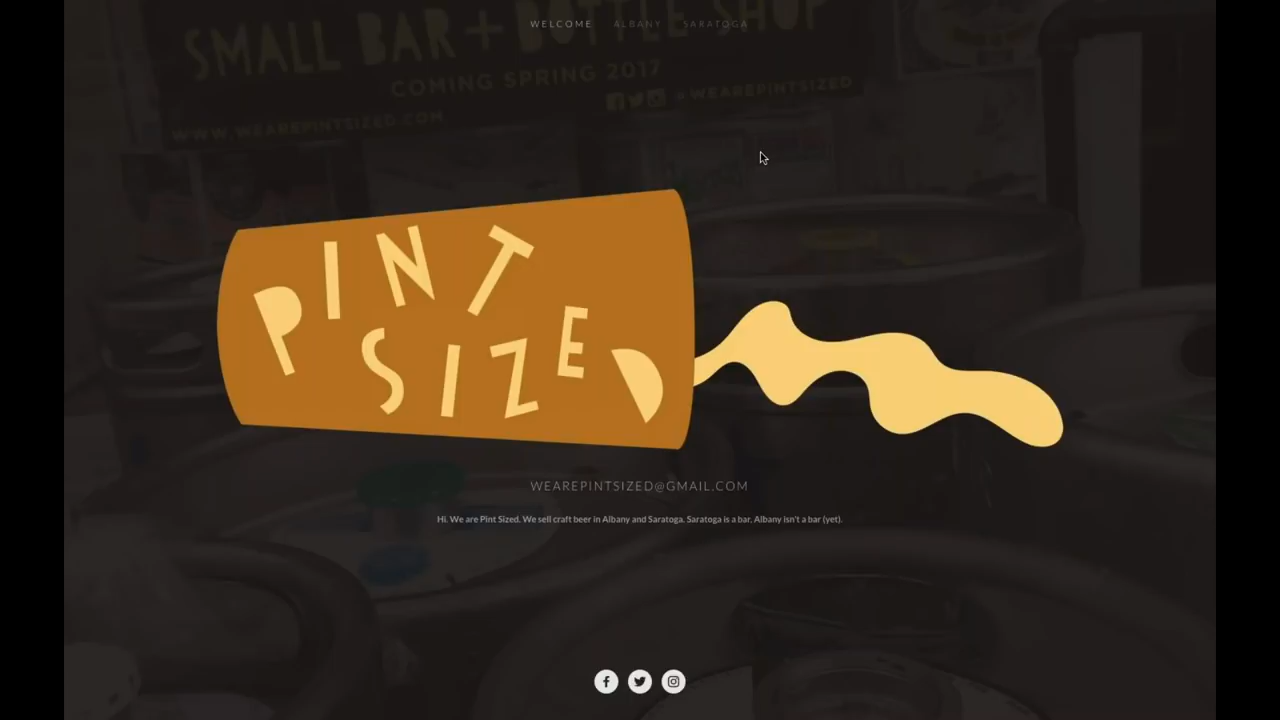 WELCOME ALBANY SARATOGA
SMALL BAR + BOTTLE SHOP
COMING SPRING 2017
@WEAREPINTSIZED
WWW.WEAREPINTSIZED.COM
PINT
SIZED
WEAREPINTSIZED@GMAIL.COM
Hi. We are Pint Sized. We sell craft beer in Albany and Saratoga. Saratoga is a bar. Albany isn't a bar (yet).